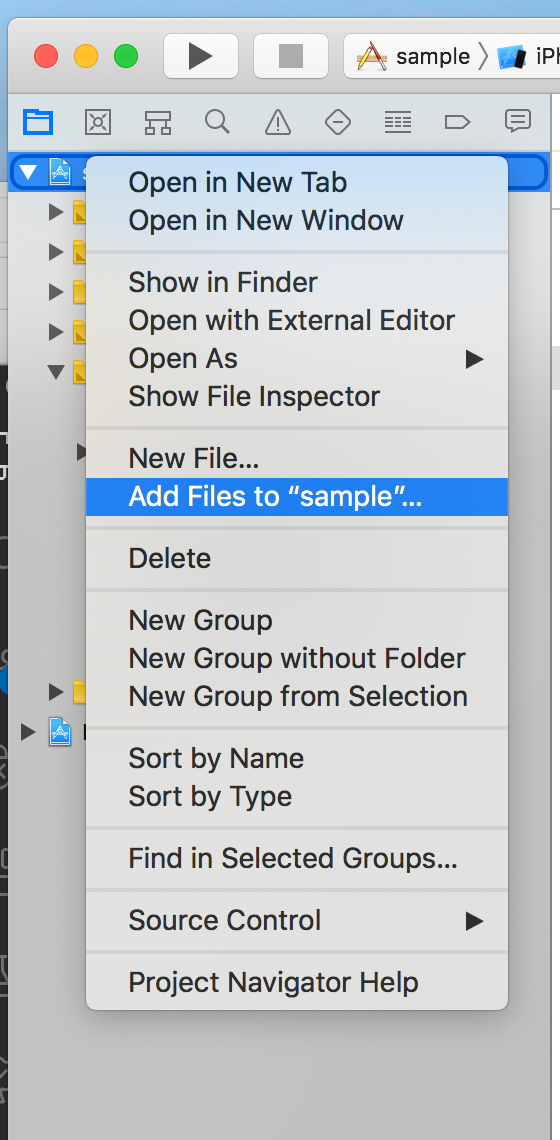 sample
iPh
Open in New Tab
Open in New Window
Show in Finder
Open with External Editor
Open As
Show File Inspector
New File...
Add Files to “sample”...
Delete
New Group
New Group without Folder
New Group from Selection
Sort by Name
Sort by Type
Find in Selected Groups...
Source Control
Project Navigator Help